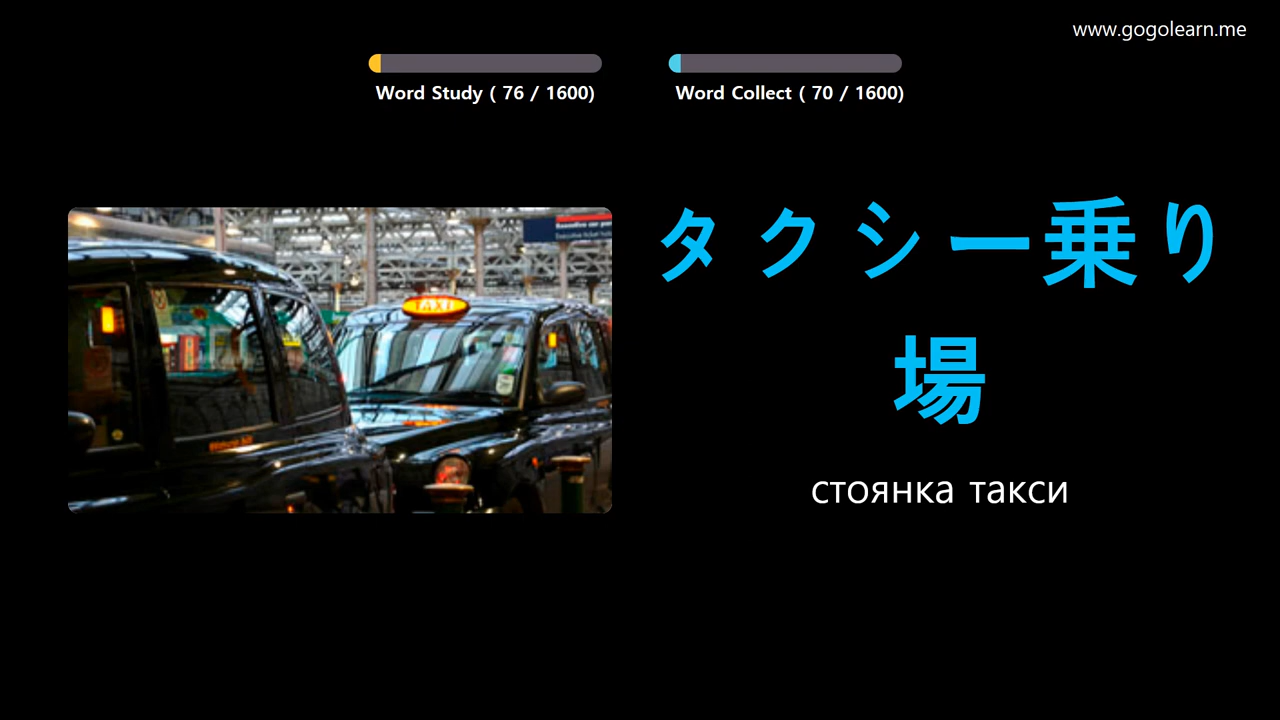 www.gogolearn.me
Word Study ( 76 / 1600)
Word Collect ( 70 / 1600)
タクシー乗り
場
стоянка такси
TAXI